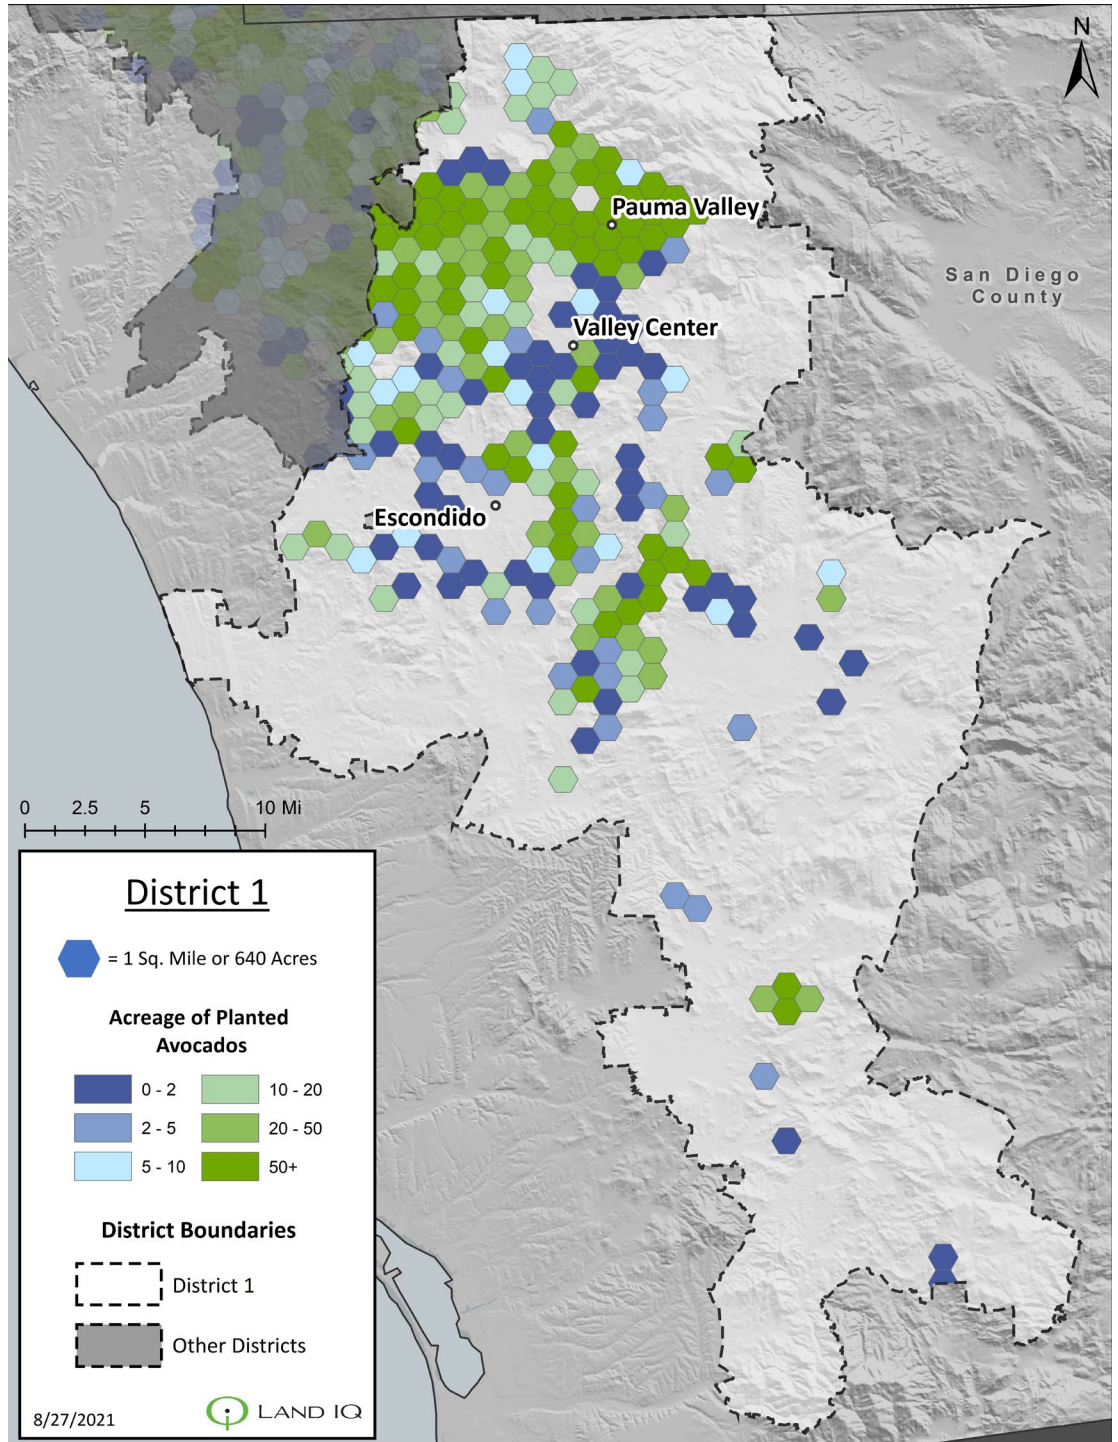 N
Pauma Valley
San Diego
County
Valley Center
Escondido
0 2.5 5 10 Mi
District 1
= 1 Sq. Mile or 640 Acres
Acreage of Planted
Avocados
0 - 2 10 - 20
2 - 5 20 - 50
5 - 10 50+
District Boundaries
District 1
Other Districts
8/27/2021 LAND IQ